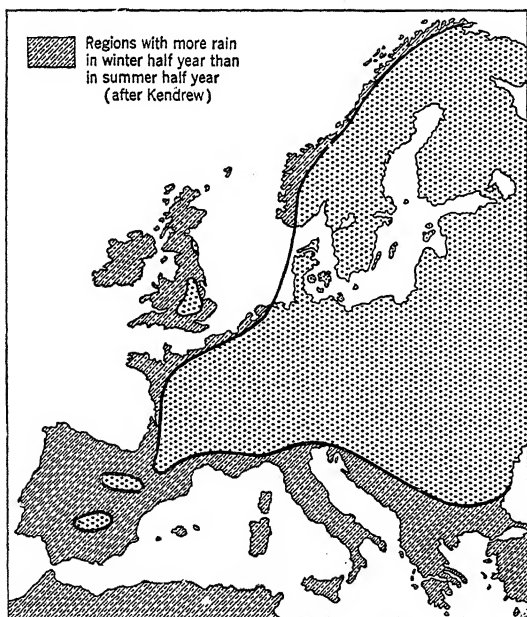 Regions with more rain
in winter half year than
in summer half year
(after Kendrew)